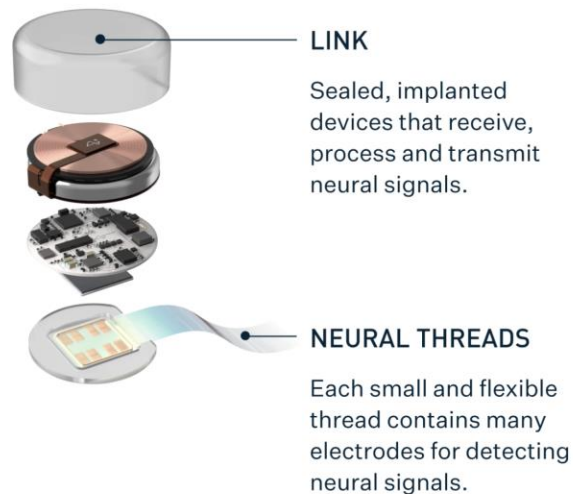 LINK
Sealed, implanted
devices that receive,
process and transmit
neural signals.
NEURAL THREADS
Each small and flexible
thread contains many
electrodes for detecting
neural signals.